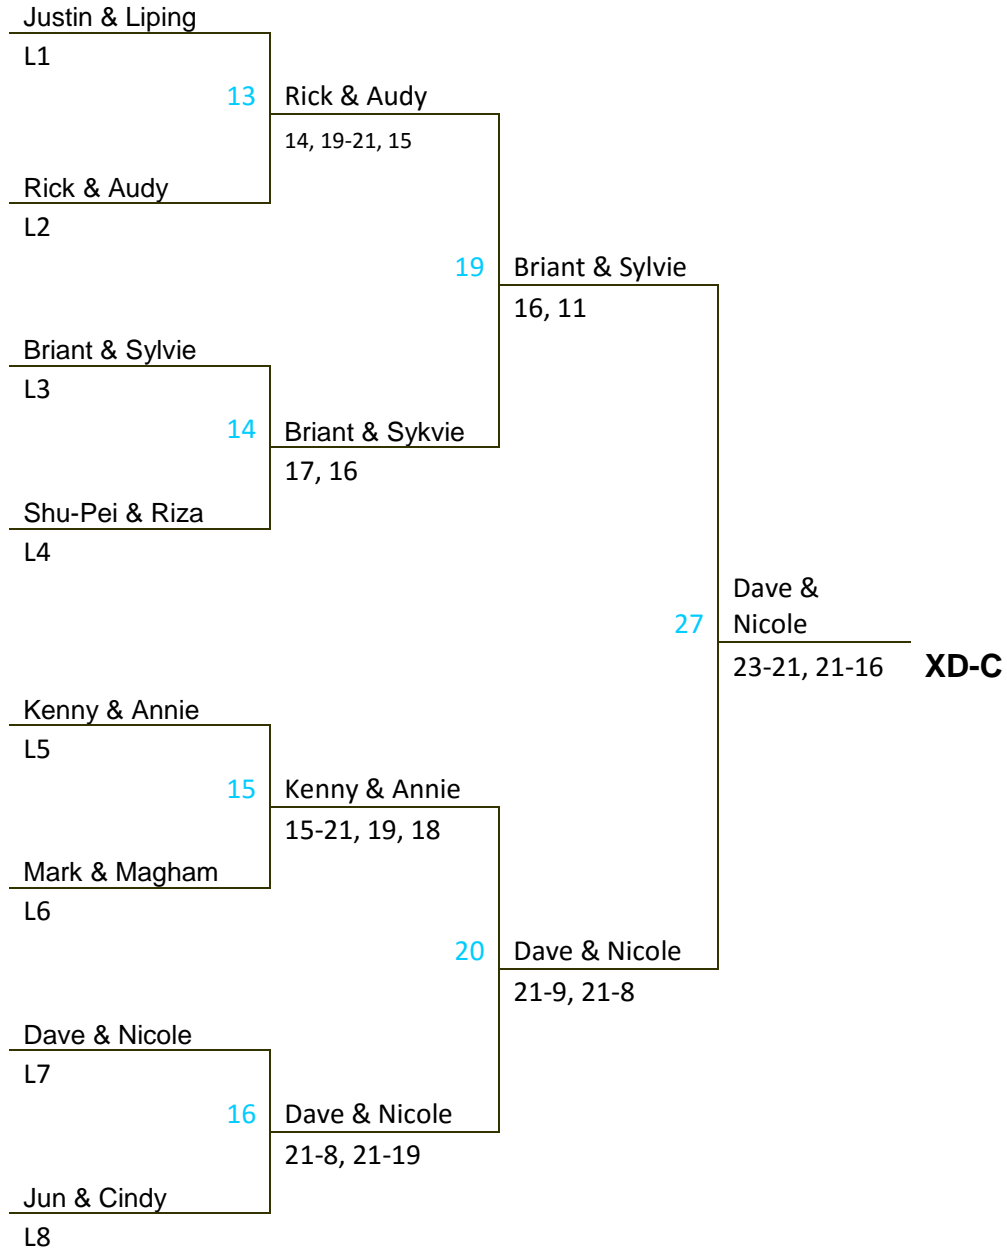 Justin & Liping
L1
13
Rick & Audy
14, 19-21, 15
Rick & Audy
L2
19
Briant & Sylvie
16, 11
Briant & Sylvie
L3
14
Briant & Sykvie
17, 16
Shu-Pei & Riza
L4
27
Dave &
Nicole
23-21, 21-16
XD-C
Kenny & Annie
L5
15
Kenny & Annie
15-21, 19, 18
Mark & Magham
L6
20
Dave & Nicole
21-9, 21-8
Dave & Nicole
L7
16
Dave & Nicole
21-8, 21-19
Jun & Cindy
L8